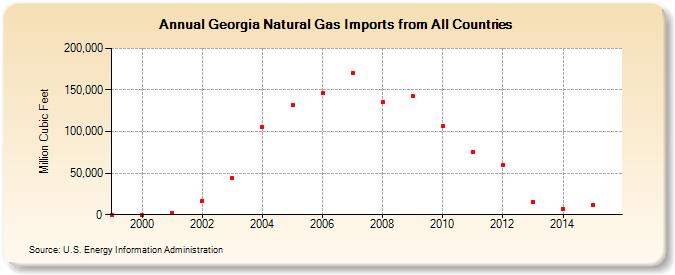 Annual Georgia Natural Gas Imports from All Countries
Million Cubic Feet
200,000
150,000
100,000
50,000
0
2000 2002 2004 2006 2008 2010 2012 2014
Source: U.S. Energy Information Administration